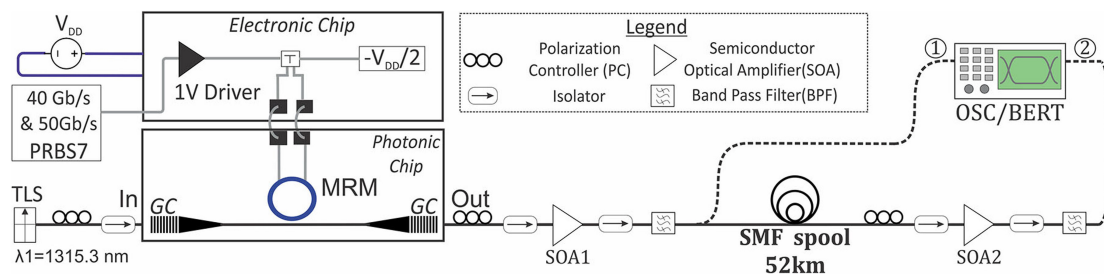 V_DD
Electronic Chip
1V Driver
T
-V_DD/2
40 Gb/s
& 50Gb/s
PRBS7
Photonic
Chip
MRM
TLS
In
GC
GC
Out
λ1=1315.3 nm
Legend
Polarization
Controller (PC)
Semiconductor
Optical Amplifier(SOA)
Isolator
Band Pass Filter(BPF)
①
②
OSC/BERT
SOA1
SMF spool
52km
SOA2